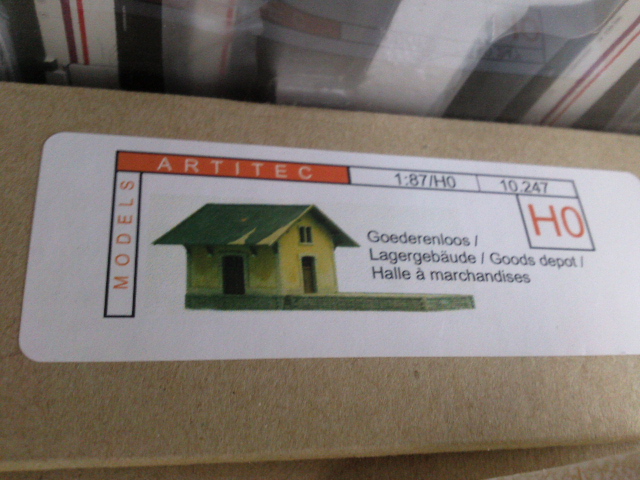 ARTITEC
1:87/H0
10.247
MODELS
H0
Goederenloos /
Lagergebäude / Goods depot /
Halle à marchandises